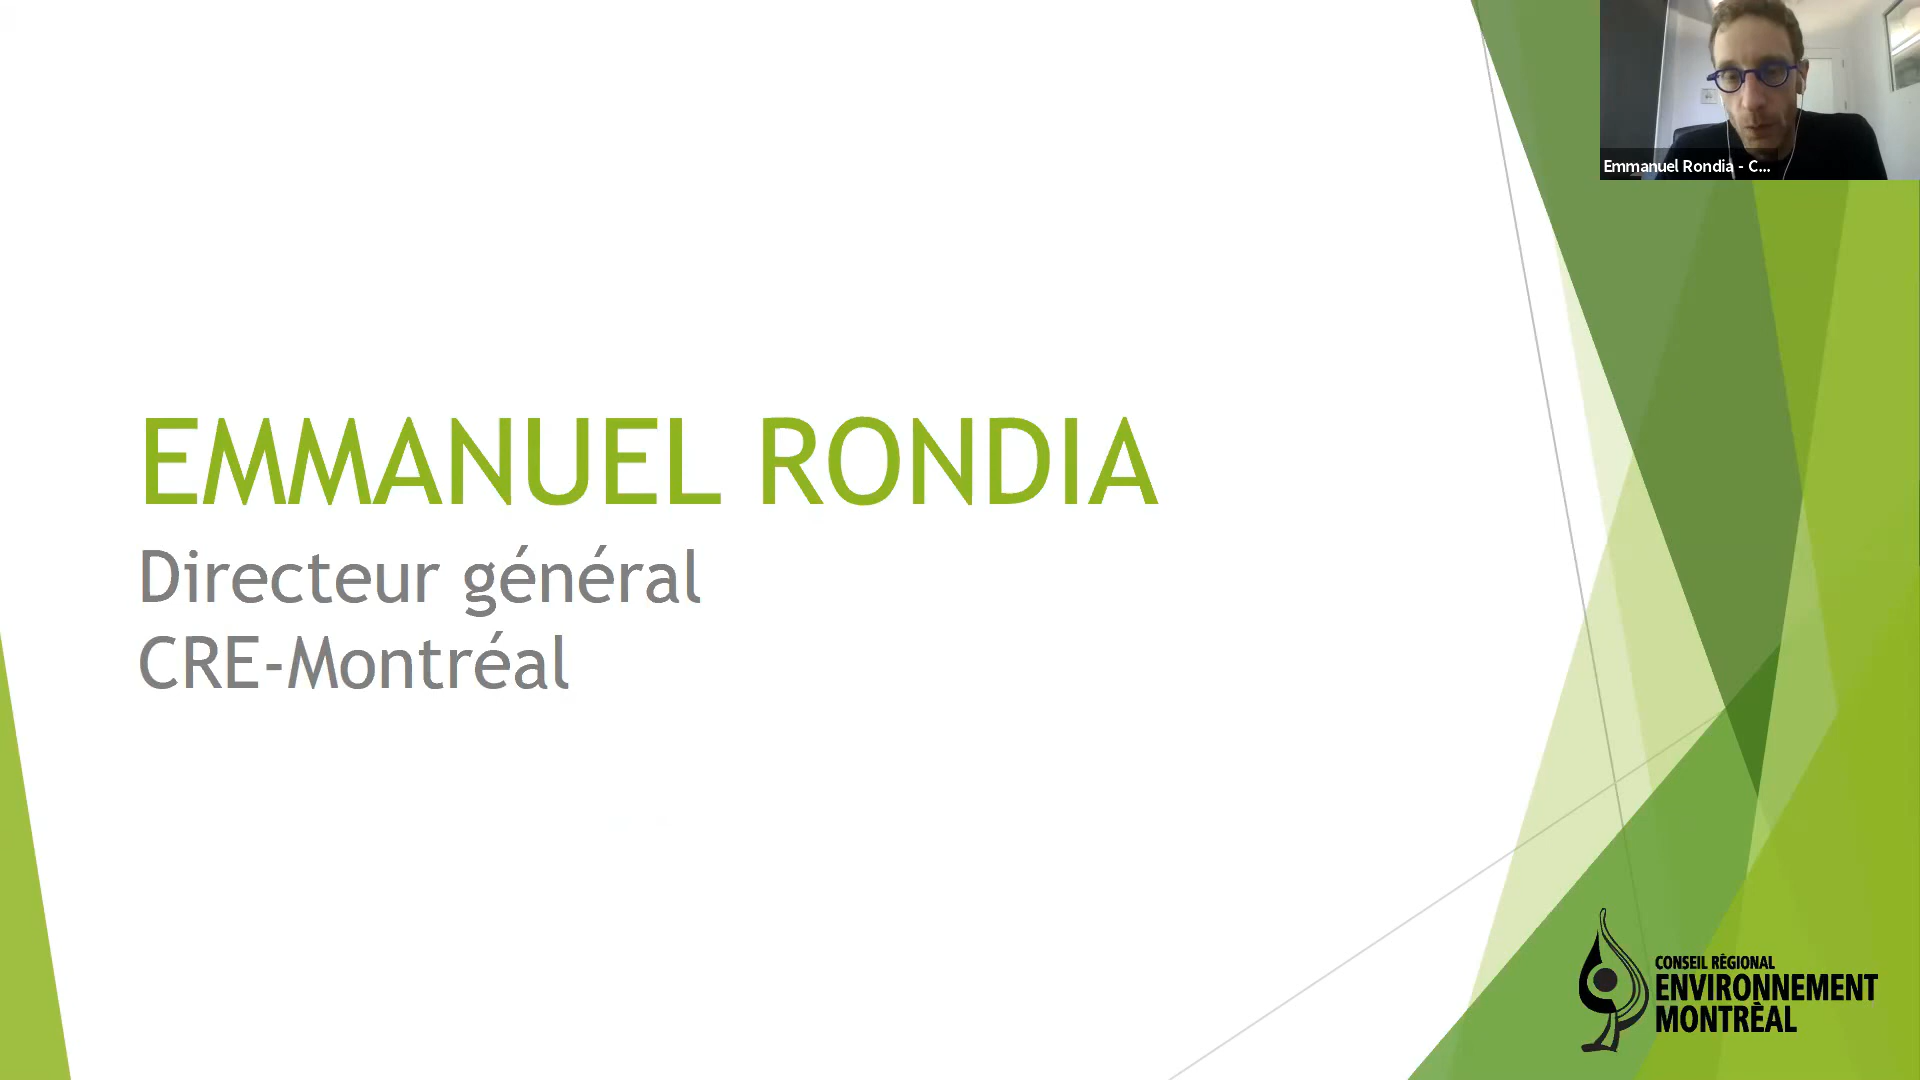 Emmanuel Rondia - C...
EMMANUEL RONDIA
Directeur général
CRE-Montréal
CONSEIL RÉGIONAL
ENVIRONNEMENT
MONTRÉAL